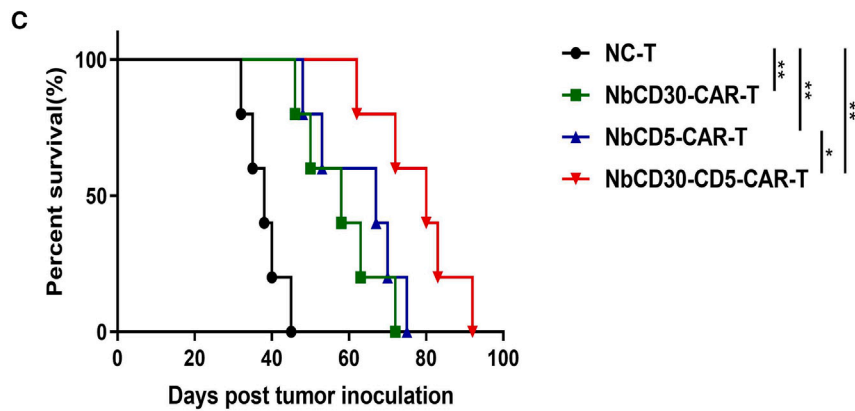 C
Percent survival(%)
100
50
0
0 20 40 60 80 100
Days post tumor inoculation
NC-T
NbCD30-CAR-T
NbCD5-CAR-T
NbCD30-CD5-CAR-T
**
**
*
**